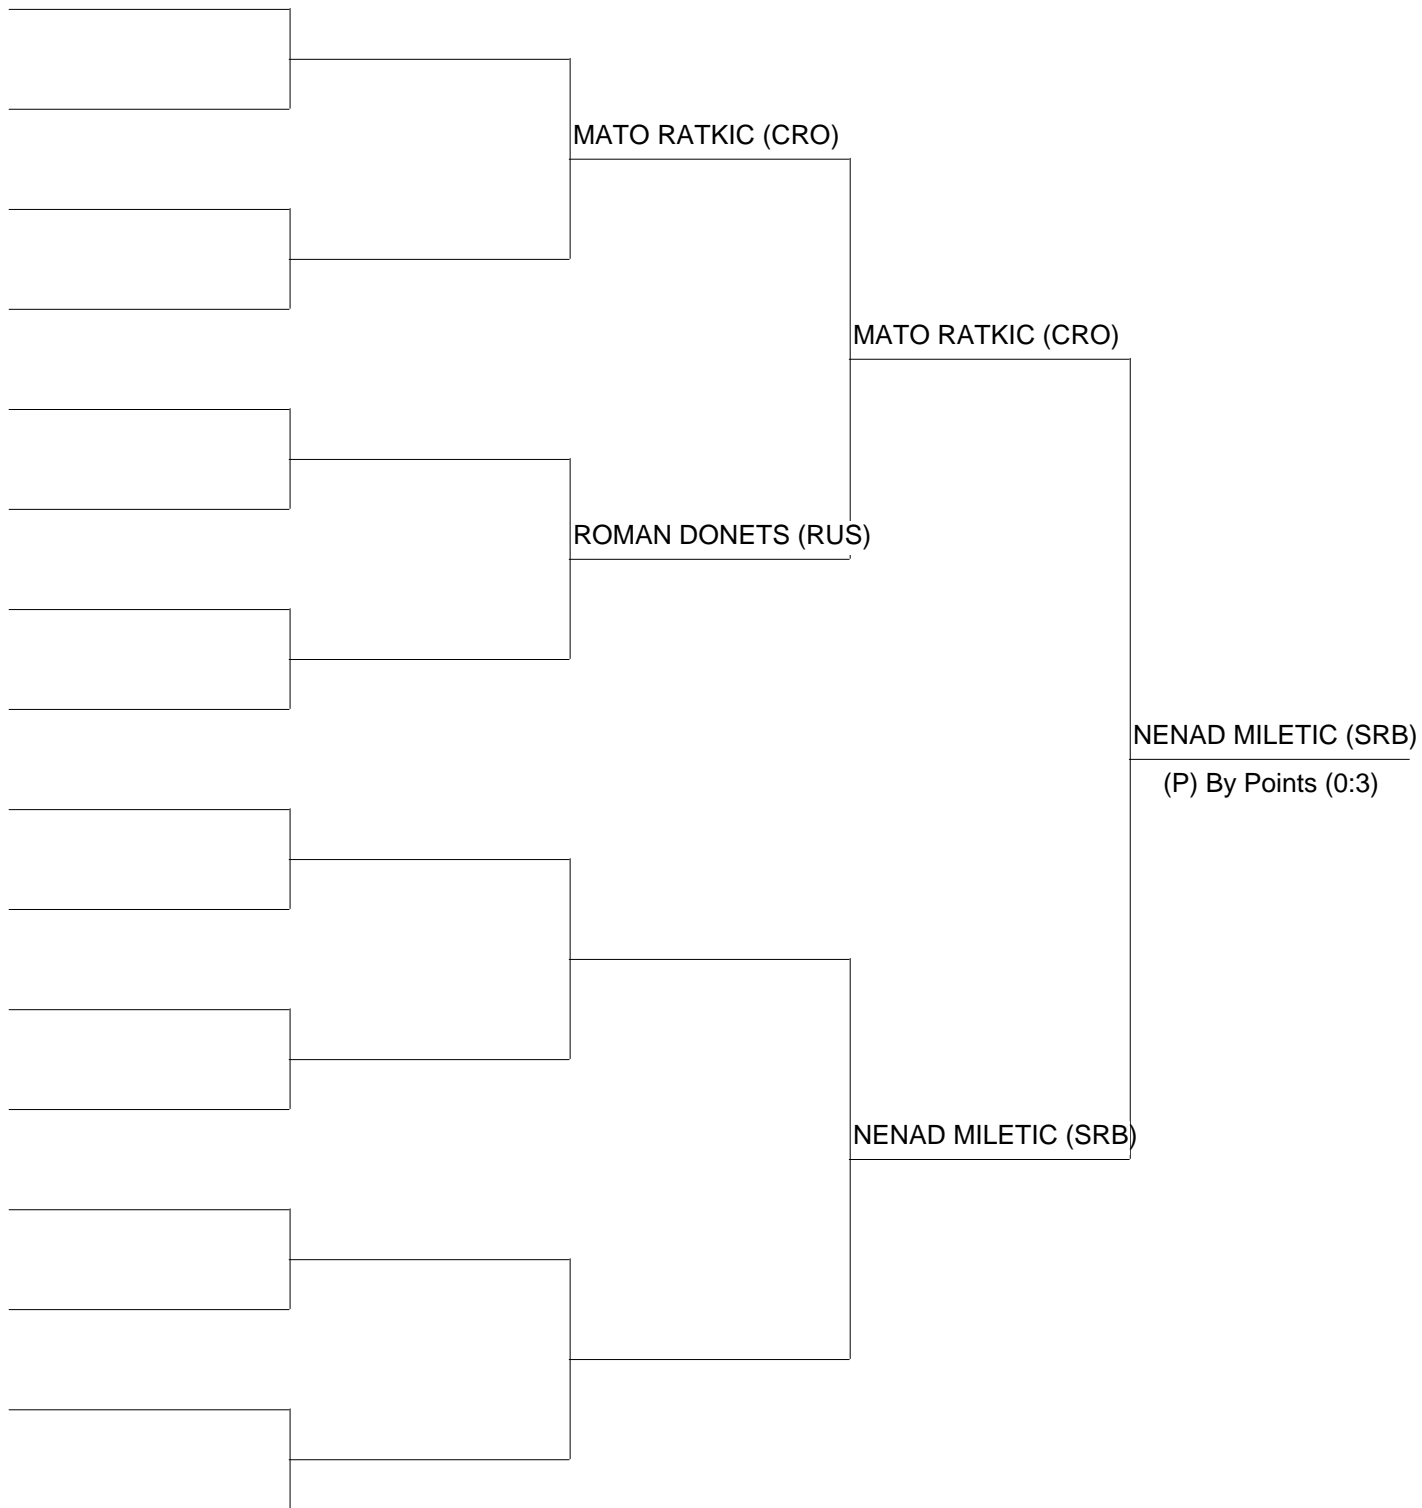 MATO RATKIC (CRO)
MATO RATKIC (CRO)
ROMAN DONETS (RUS)
NENAD MILETIC (SRB)
(P) By Points (0:3)
NENAD MILETIC (SRB)